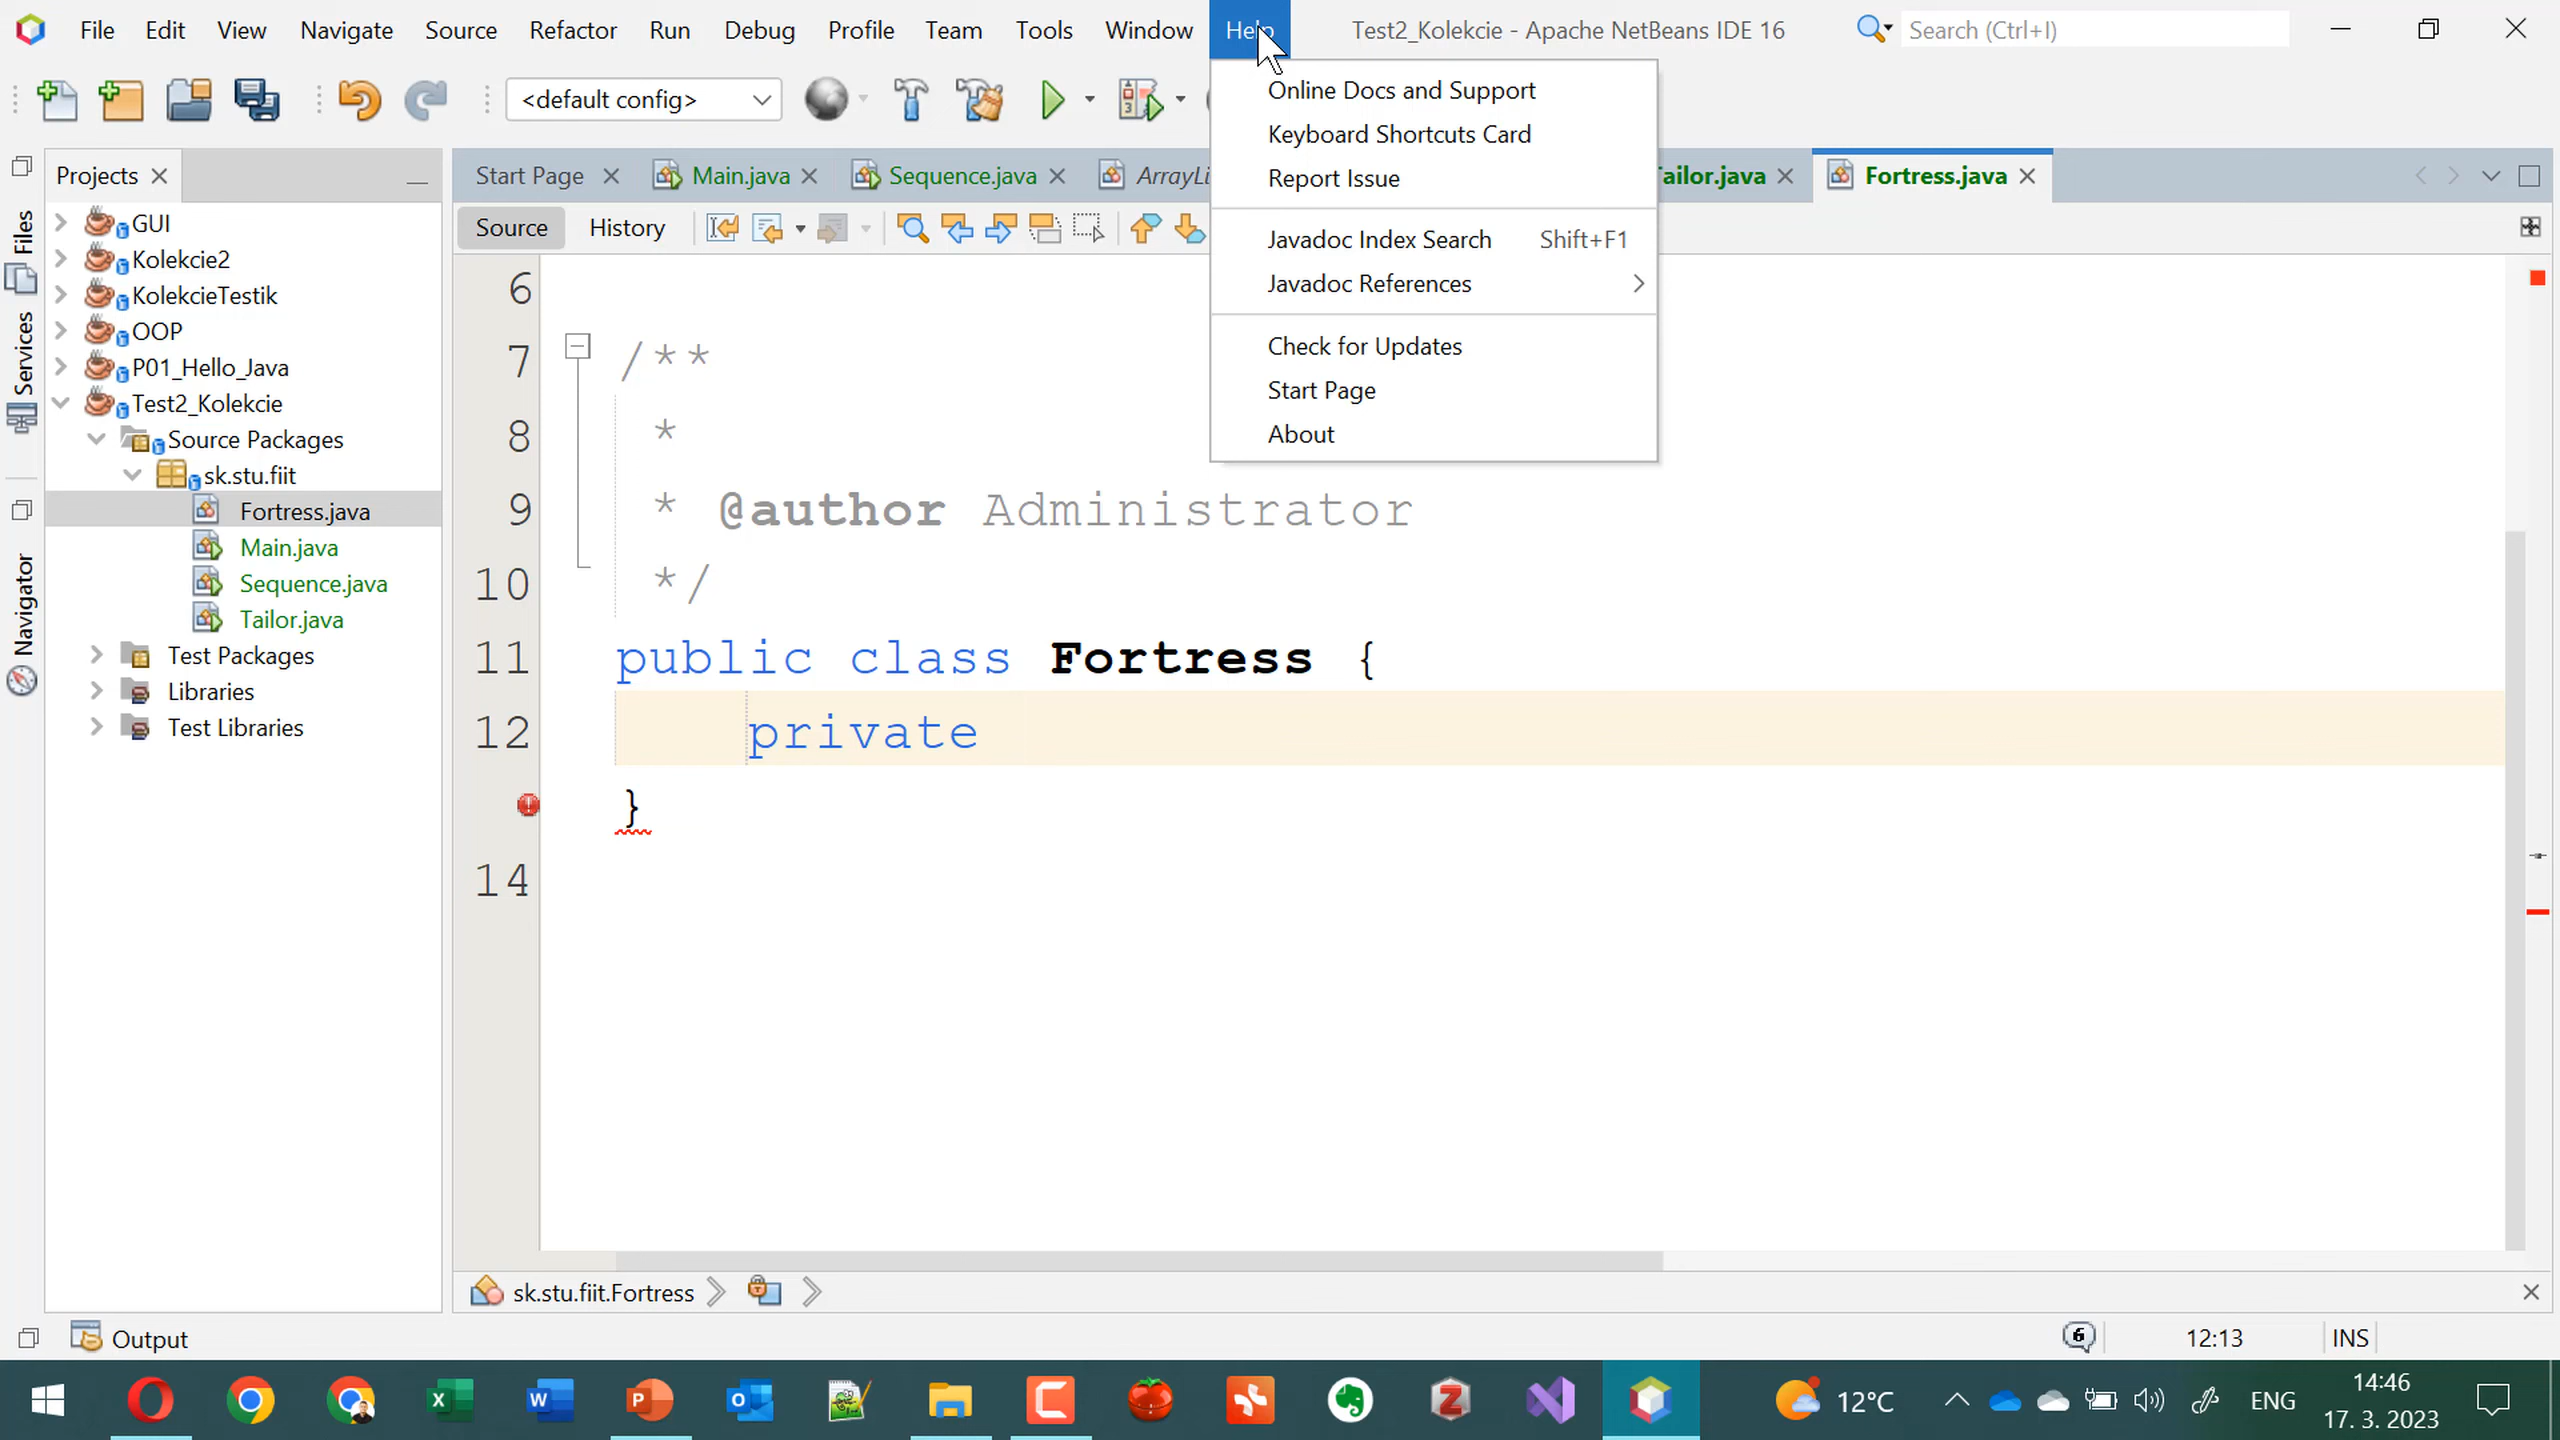 File Edit View Navigate Source Refactor Run Debug Profile Team Tools Window Help Test2_Kolekcie - Apache NetBeans IDE 16 Search (Ctrl+I)
<default config>
Online Docs and Support
Keyboard Shortcuts Card
Report Issue
Javadoc Index Search Shift+F1
Javadoc References
Check for Updates
Start Page
About
Projects
Start Page Main.java Sequence.java ArrayLi Tailor.java Fortress.java
Source History
Files
Services
Navigator
GUI
Kolekcie2
KolekcieTestik
OOP
P01_Hello_Java
Test2_Kolekcie
Source Packages
sk.stu.fiit
Fortress.java
Main.java
Sequence.java
Tailor.java
Test Packages
Libraries
Test Libraries
6
7 /**
8 *
9 * @author Administrator
10 */
11 public class Fortress {
12 private
}
14
sk.stu.fiit.Fortress
Output
6 12:13 INS
12°C ENG 14:46
17. 3. 2023